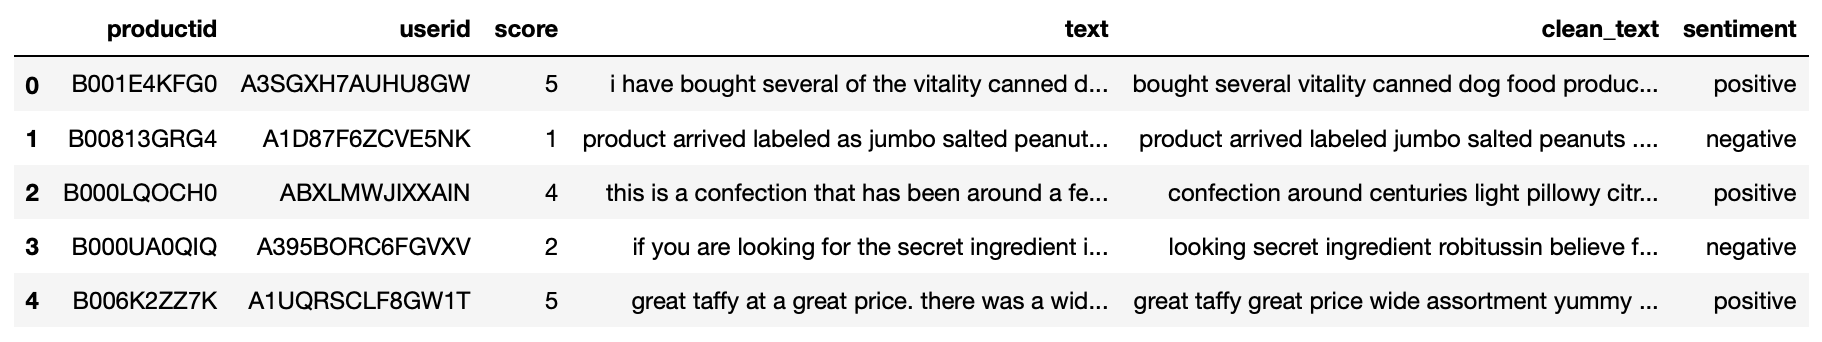 productid userid score text clean_text sentiment
0 B001E4KFG0 A3SGXH7AUHU8GW 5 i have bought several of the vitality canned d... bought several vitality canned dog food produc... positive
1 B00813GRG4 A1D87F6ZCVE5NK 1 product arrived labeled as jumbo salted peanut... product arrived labeled jumbo salted peanuts .... negative
2 B000LQOCH0 ABXLMWJIXXAIN 4 this is a confection that has been around a fe... confection around centuries light pillowy citr... positive
3 B000UA0QIQ A395BORC6FGVXV 2 if you are looking for the secret ingredient i... looking secret ingredient robitussin believe f... negative
4 B006K2ZZ7K A1UQRSCLF8GW1T 5 great taffy at a great price. there was a wid... great taffy great price wide assortment yummy ... positive